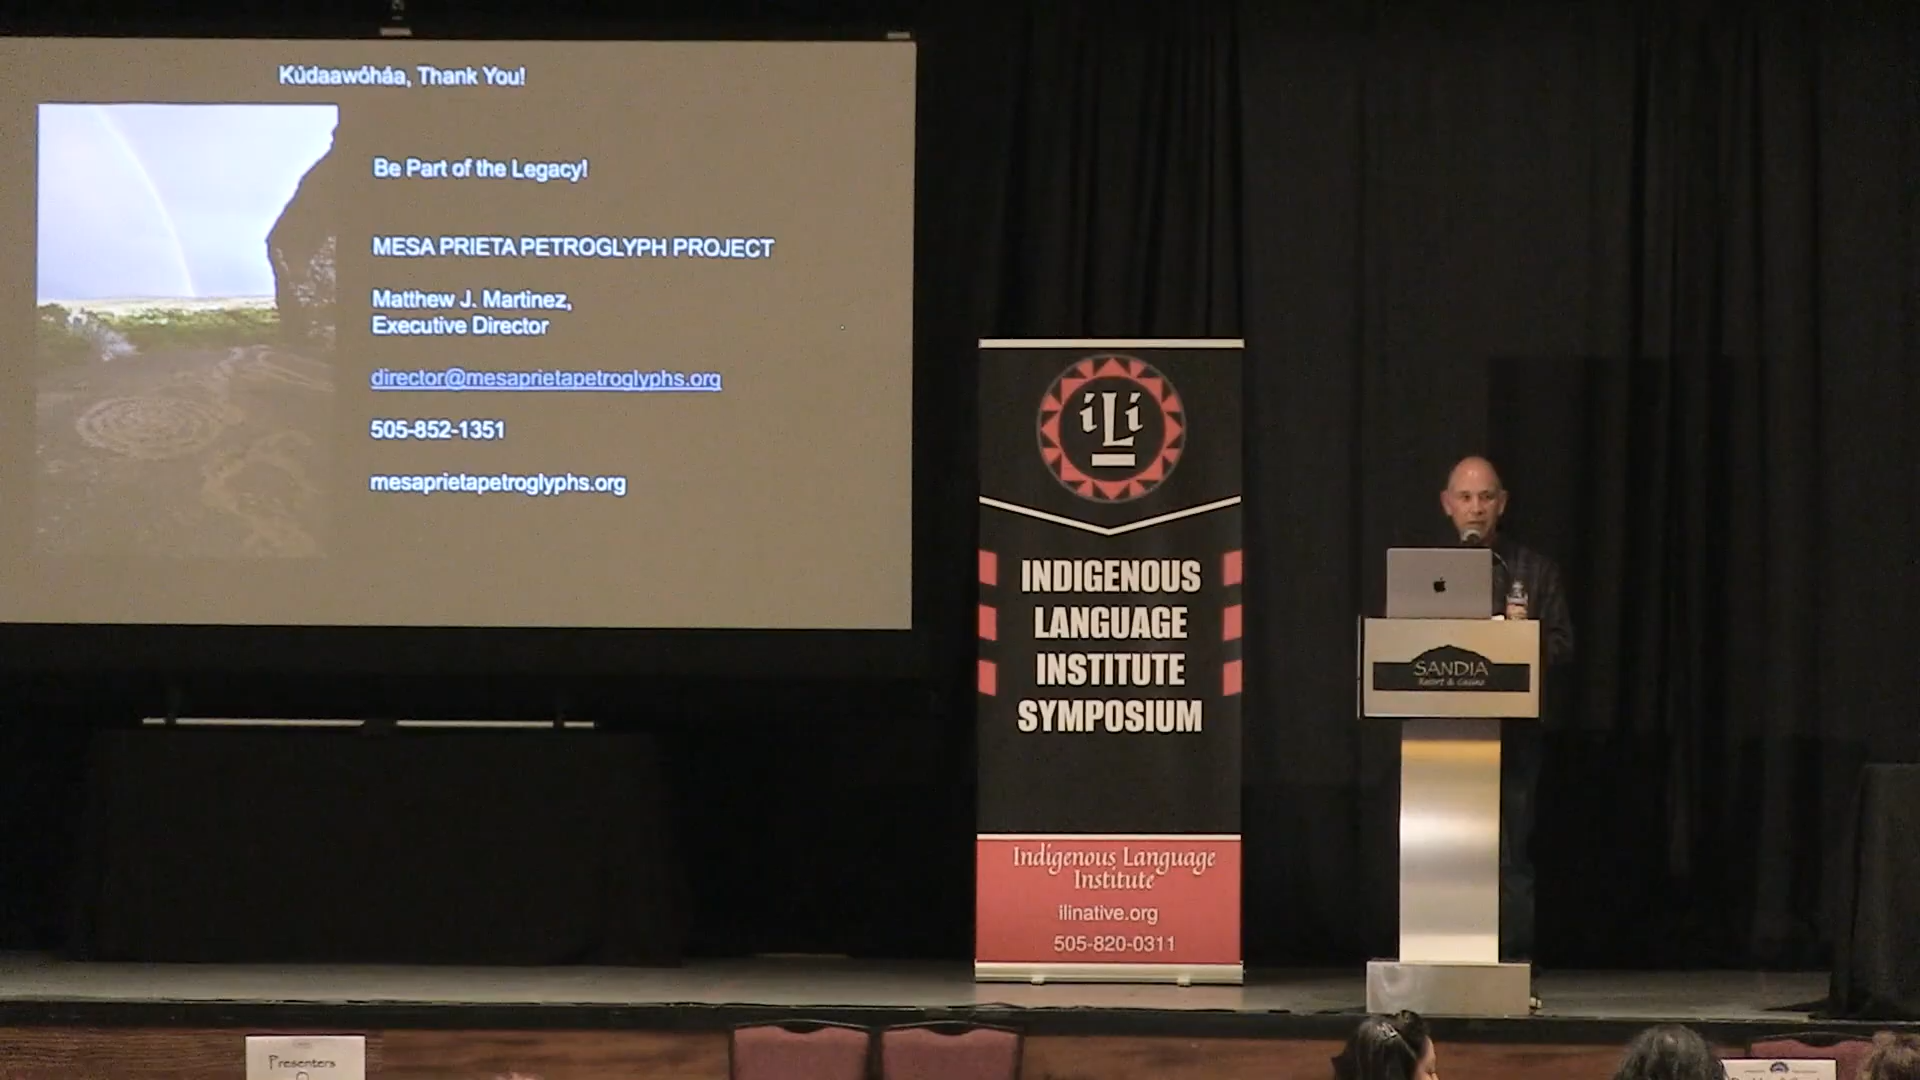 Kúdaawóháa, Thank You!
Be Part of the Legacy!
MESA PRIETA PETROGLYPH PROJECT
Matthew J. Martinez,
Executive Director
director@mesaprietapetroglyphs.org
505-852-1351
mesaprietapetroglyphs.org
iLi
INDIGENOUS
LANGUAGE
INSTITUTE
SYMPOSIUM
Indigenous Language
Institute
ilinative.org
505-820-0311
SANDIA
Resort & Casino
Presenters